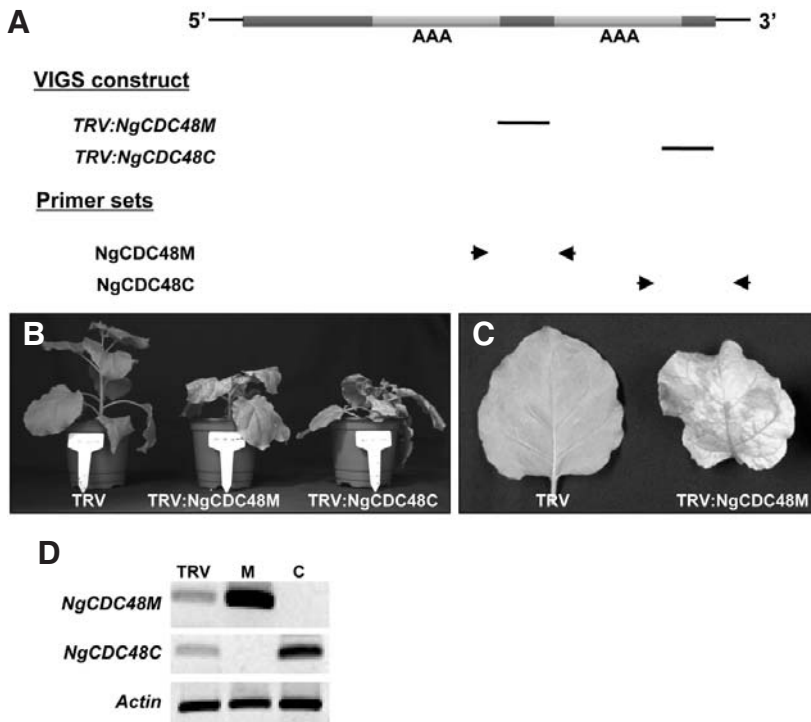 A
5' 3'
AAA AAA
VIGS construct
TRV:NgCDC48M
TRV:NgCDC48C
Primer sets
NgCDC48M
NgCDC48C
B
TRV TRV:NgCDC48M TRV:NgCDC48C
C
TRV TRV:NgCDC48M
D
TRV M C
NgCDC48M
NgCDC48C
Actin